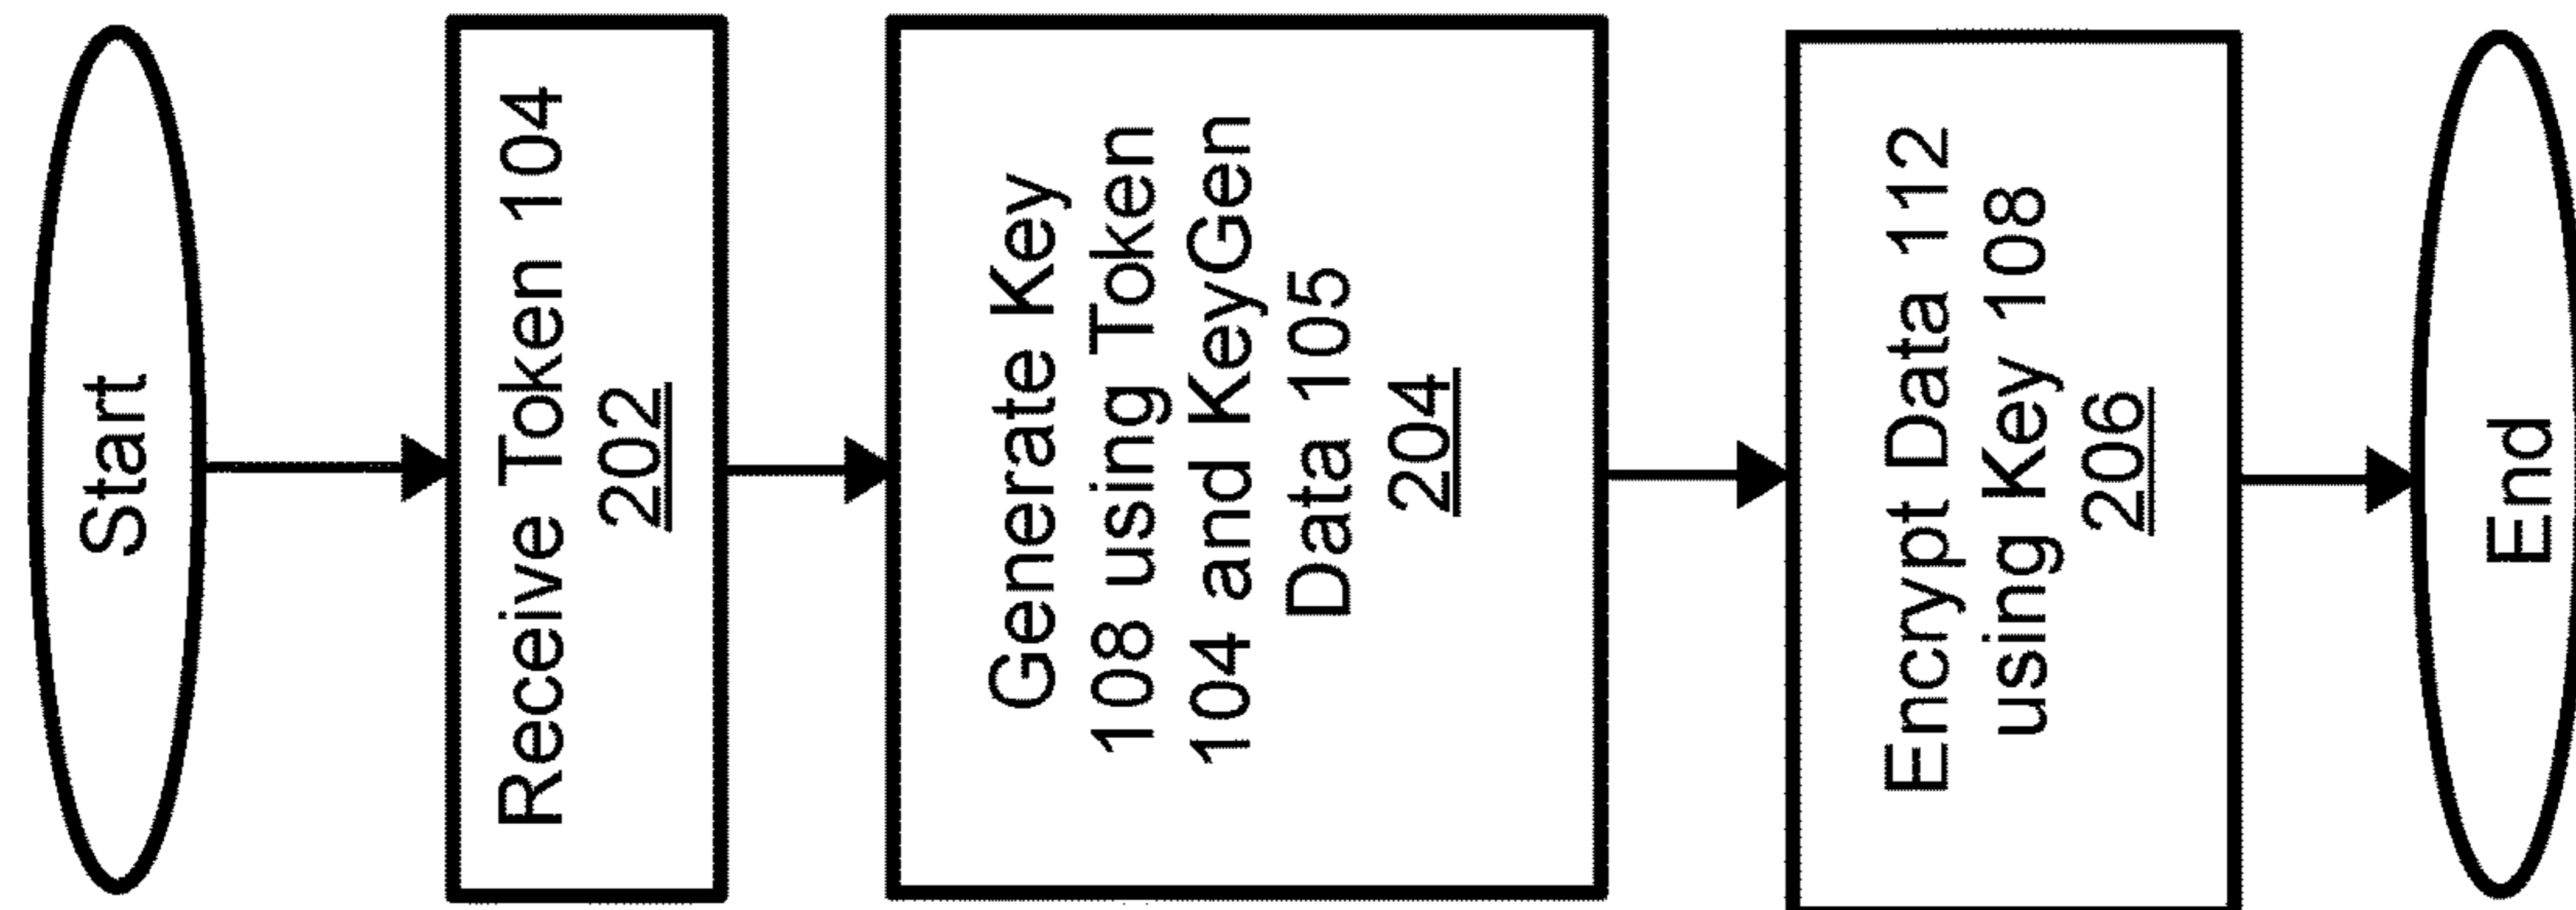 Start
Receive Token 104
202
Generate Key
108 using Token
104 and KeyGen
Data 105
204
Encrypt Data 112
using Key 108
206
End